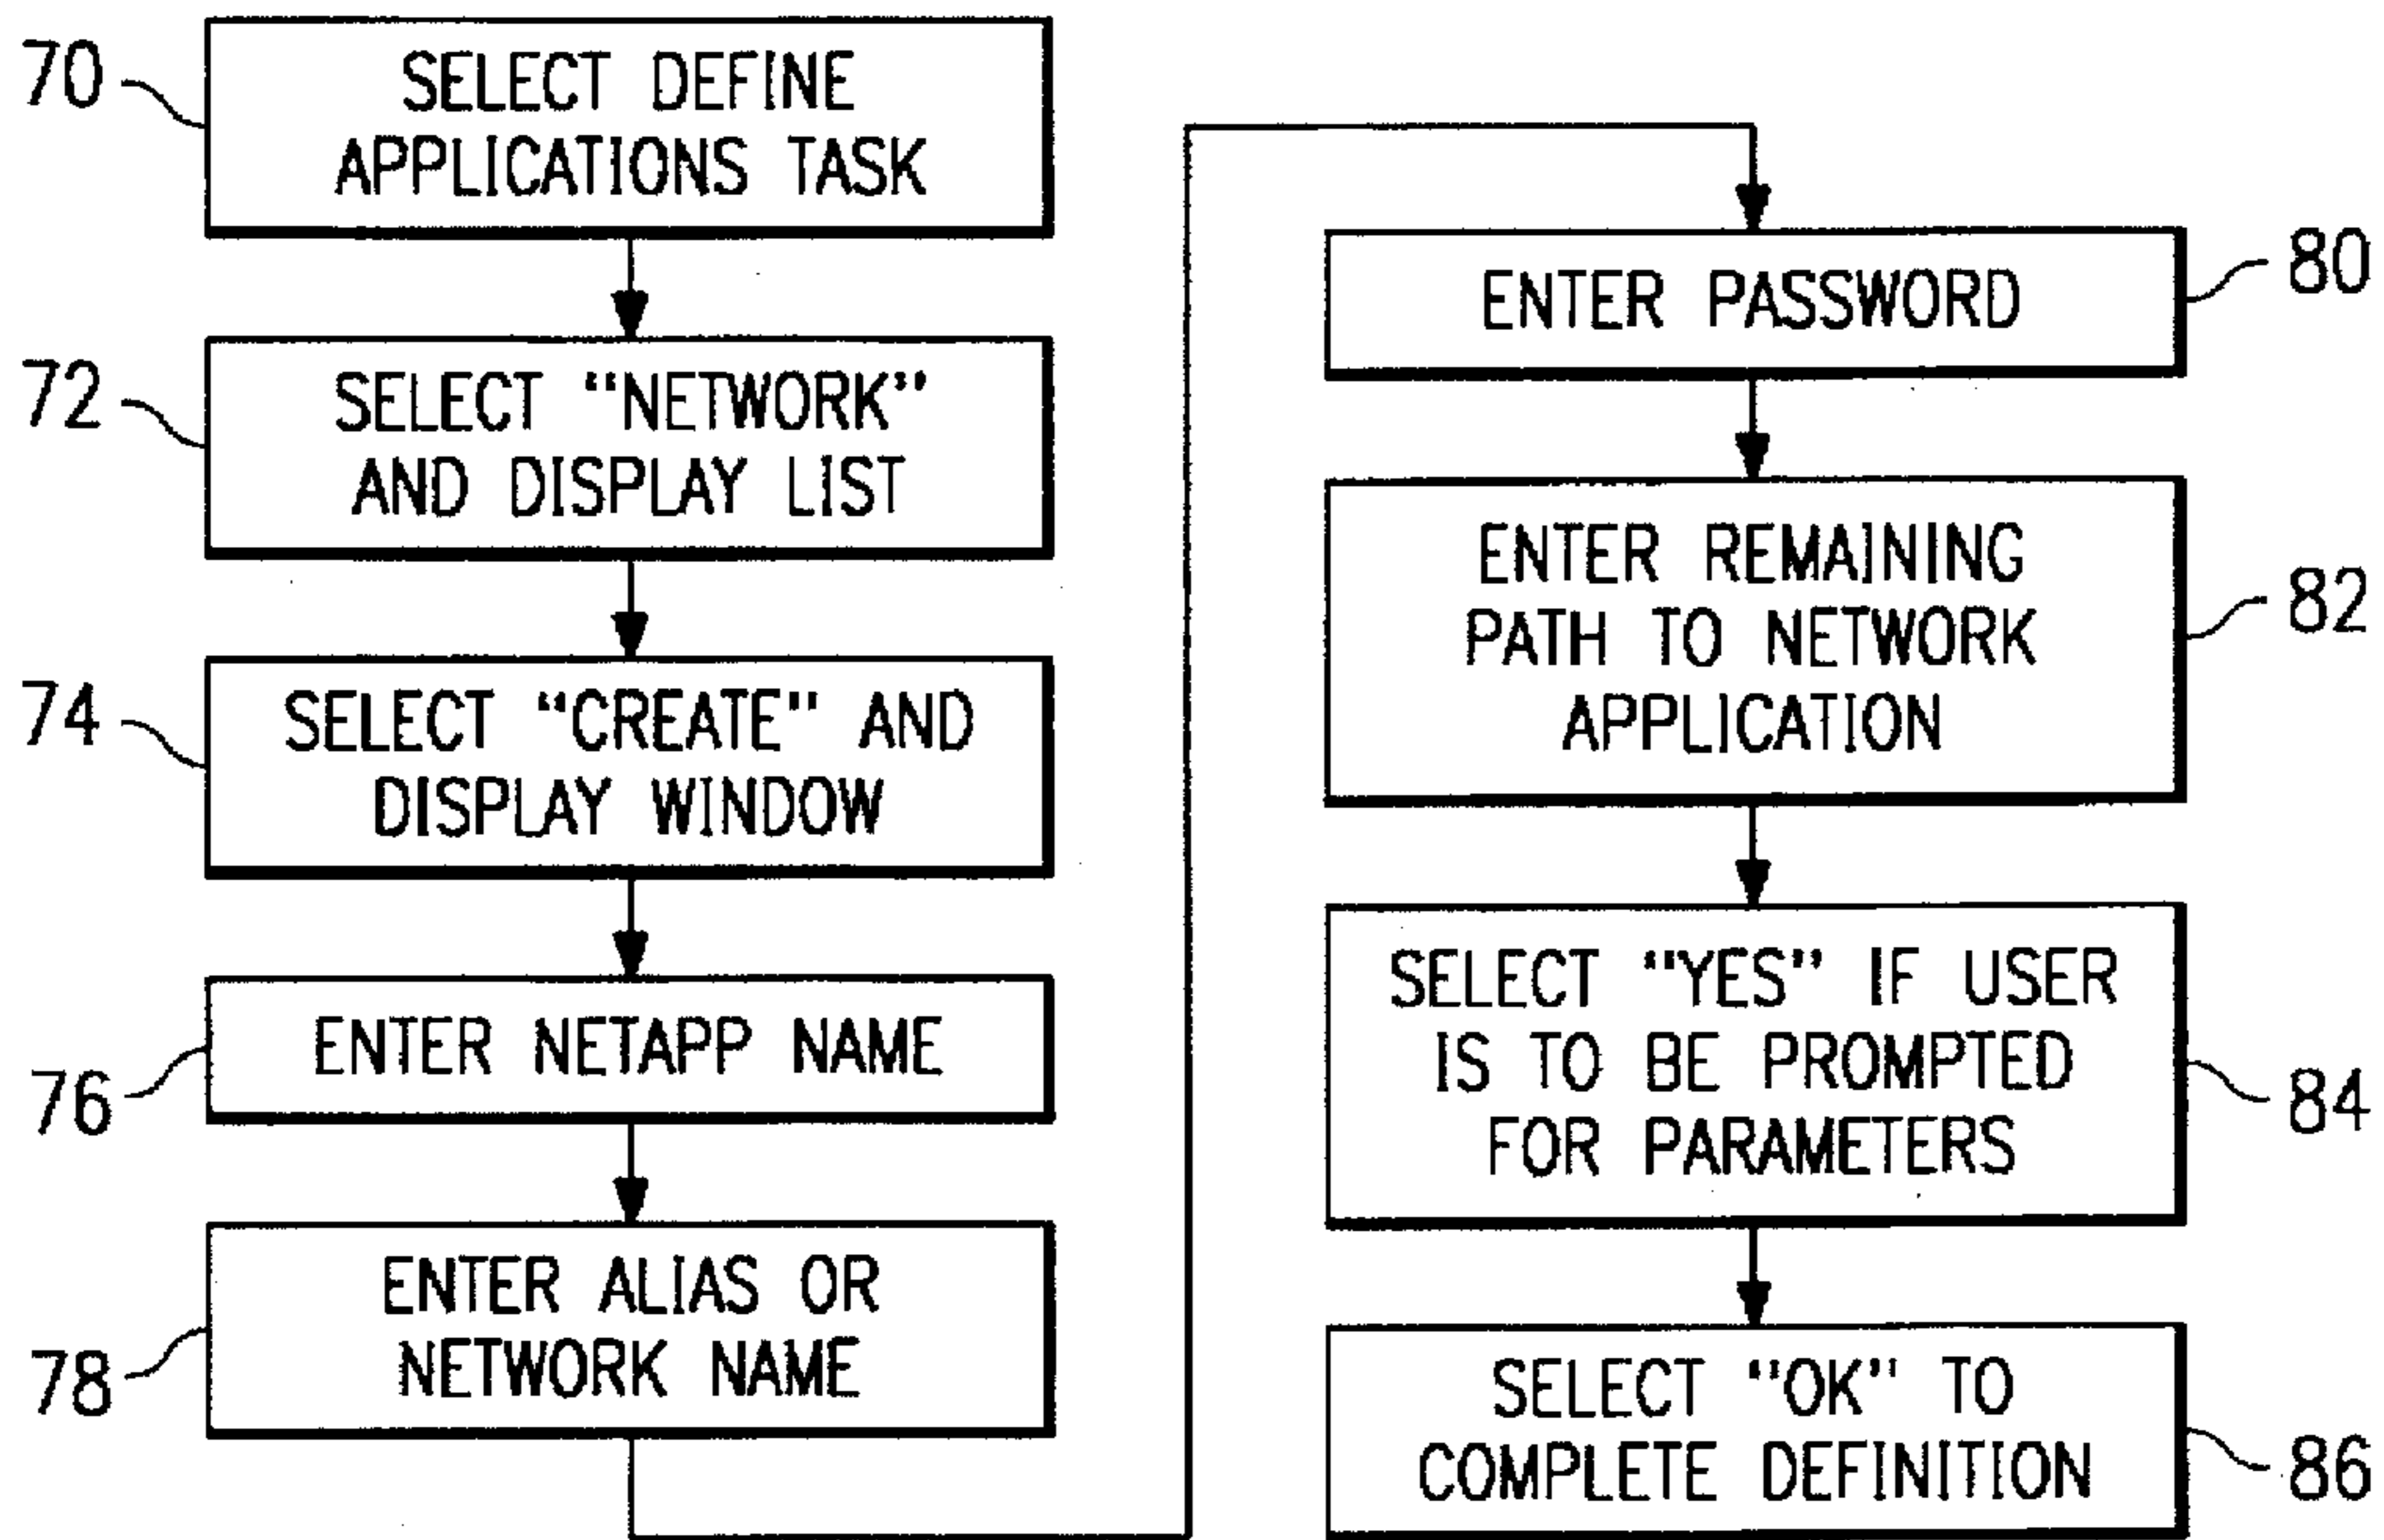 70
SELECT DEFINE
APPLICATIONS TASK
72
SELECT "NETWORK"
AND DISPLAY LIST
74
SELECT "CREATE" AND
DISPLAY WINDOW
76
ENTER NETAPP NAME
78
ENTER ALIAS OR
NETWORK NAME
80
ENTER PASSWORD
82
ENTER REMAINING
PATH TO NETWORK
APPLICATION
84
SELECT "YES" IF USER
IS TO BE PROMPTED
FOR PARAMETERS
86
SELECT "OK" TO
COMPLETE DEFINITION